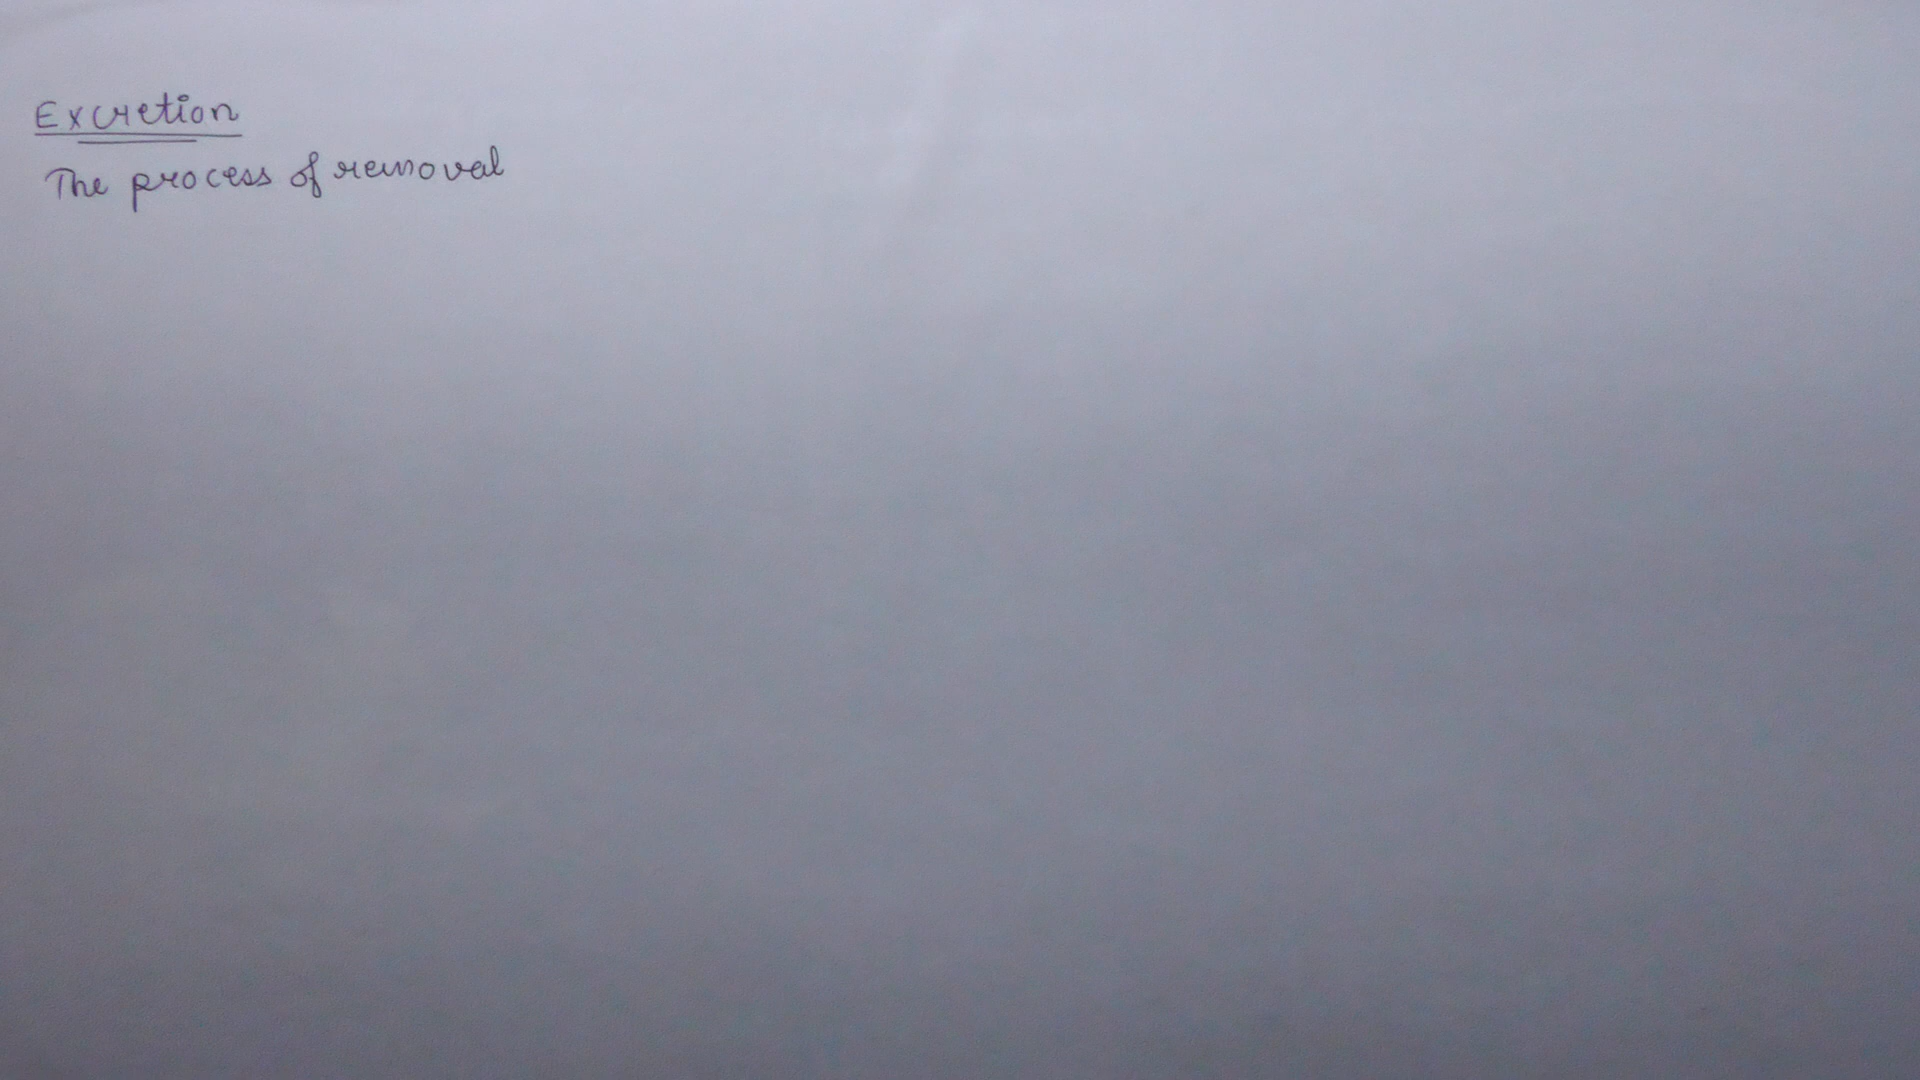 Excretion
The process of removal